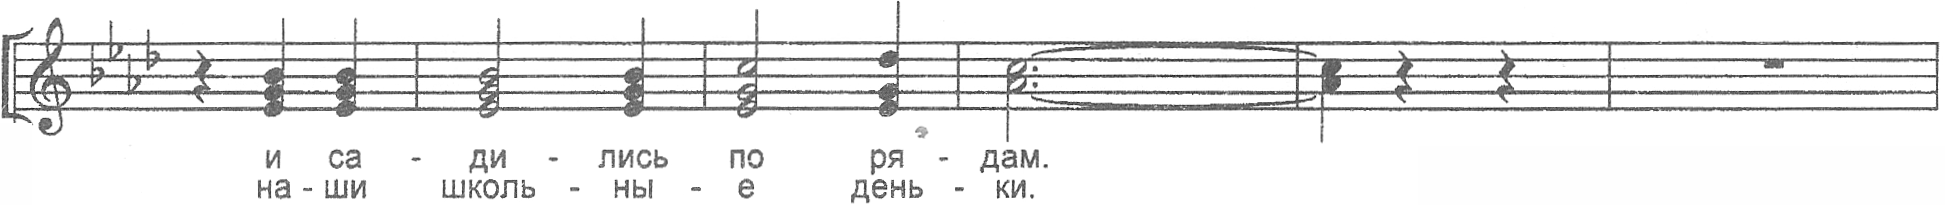 и са - ди - лись по ря - дам.
на - ши школь - ны - е день - ки.